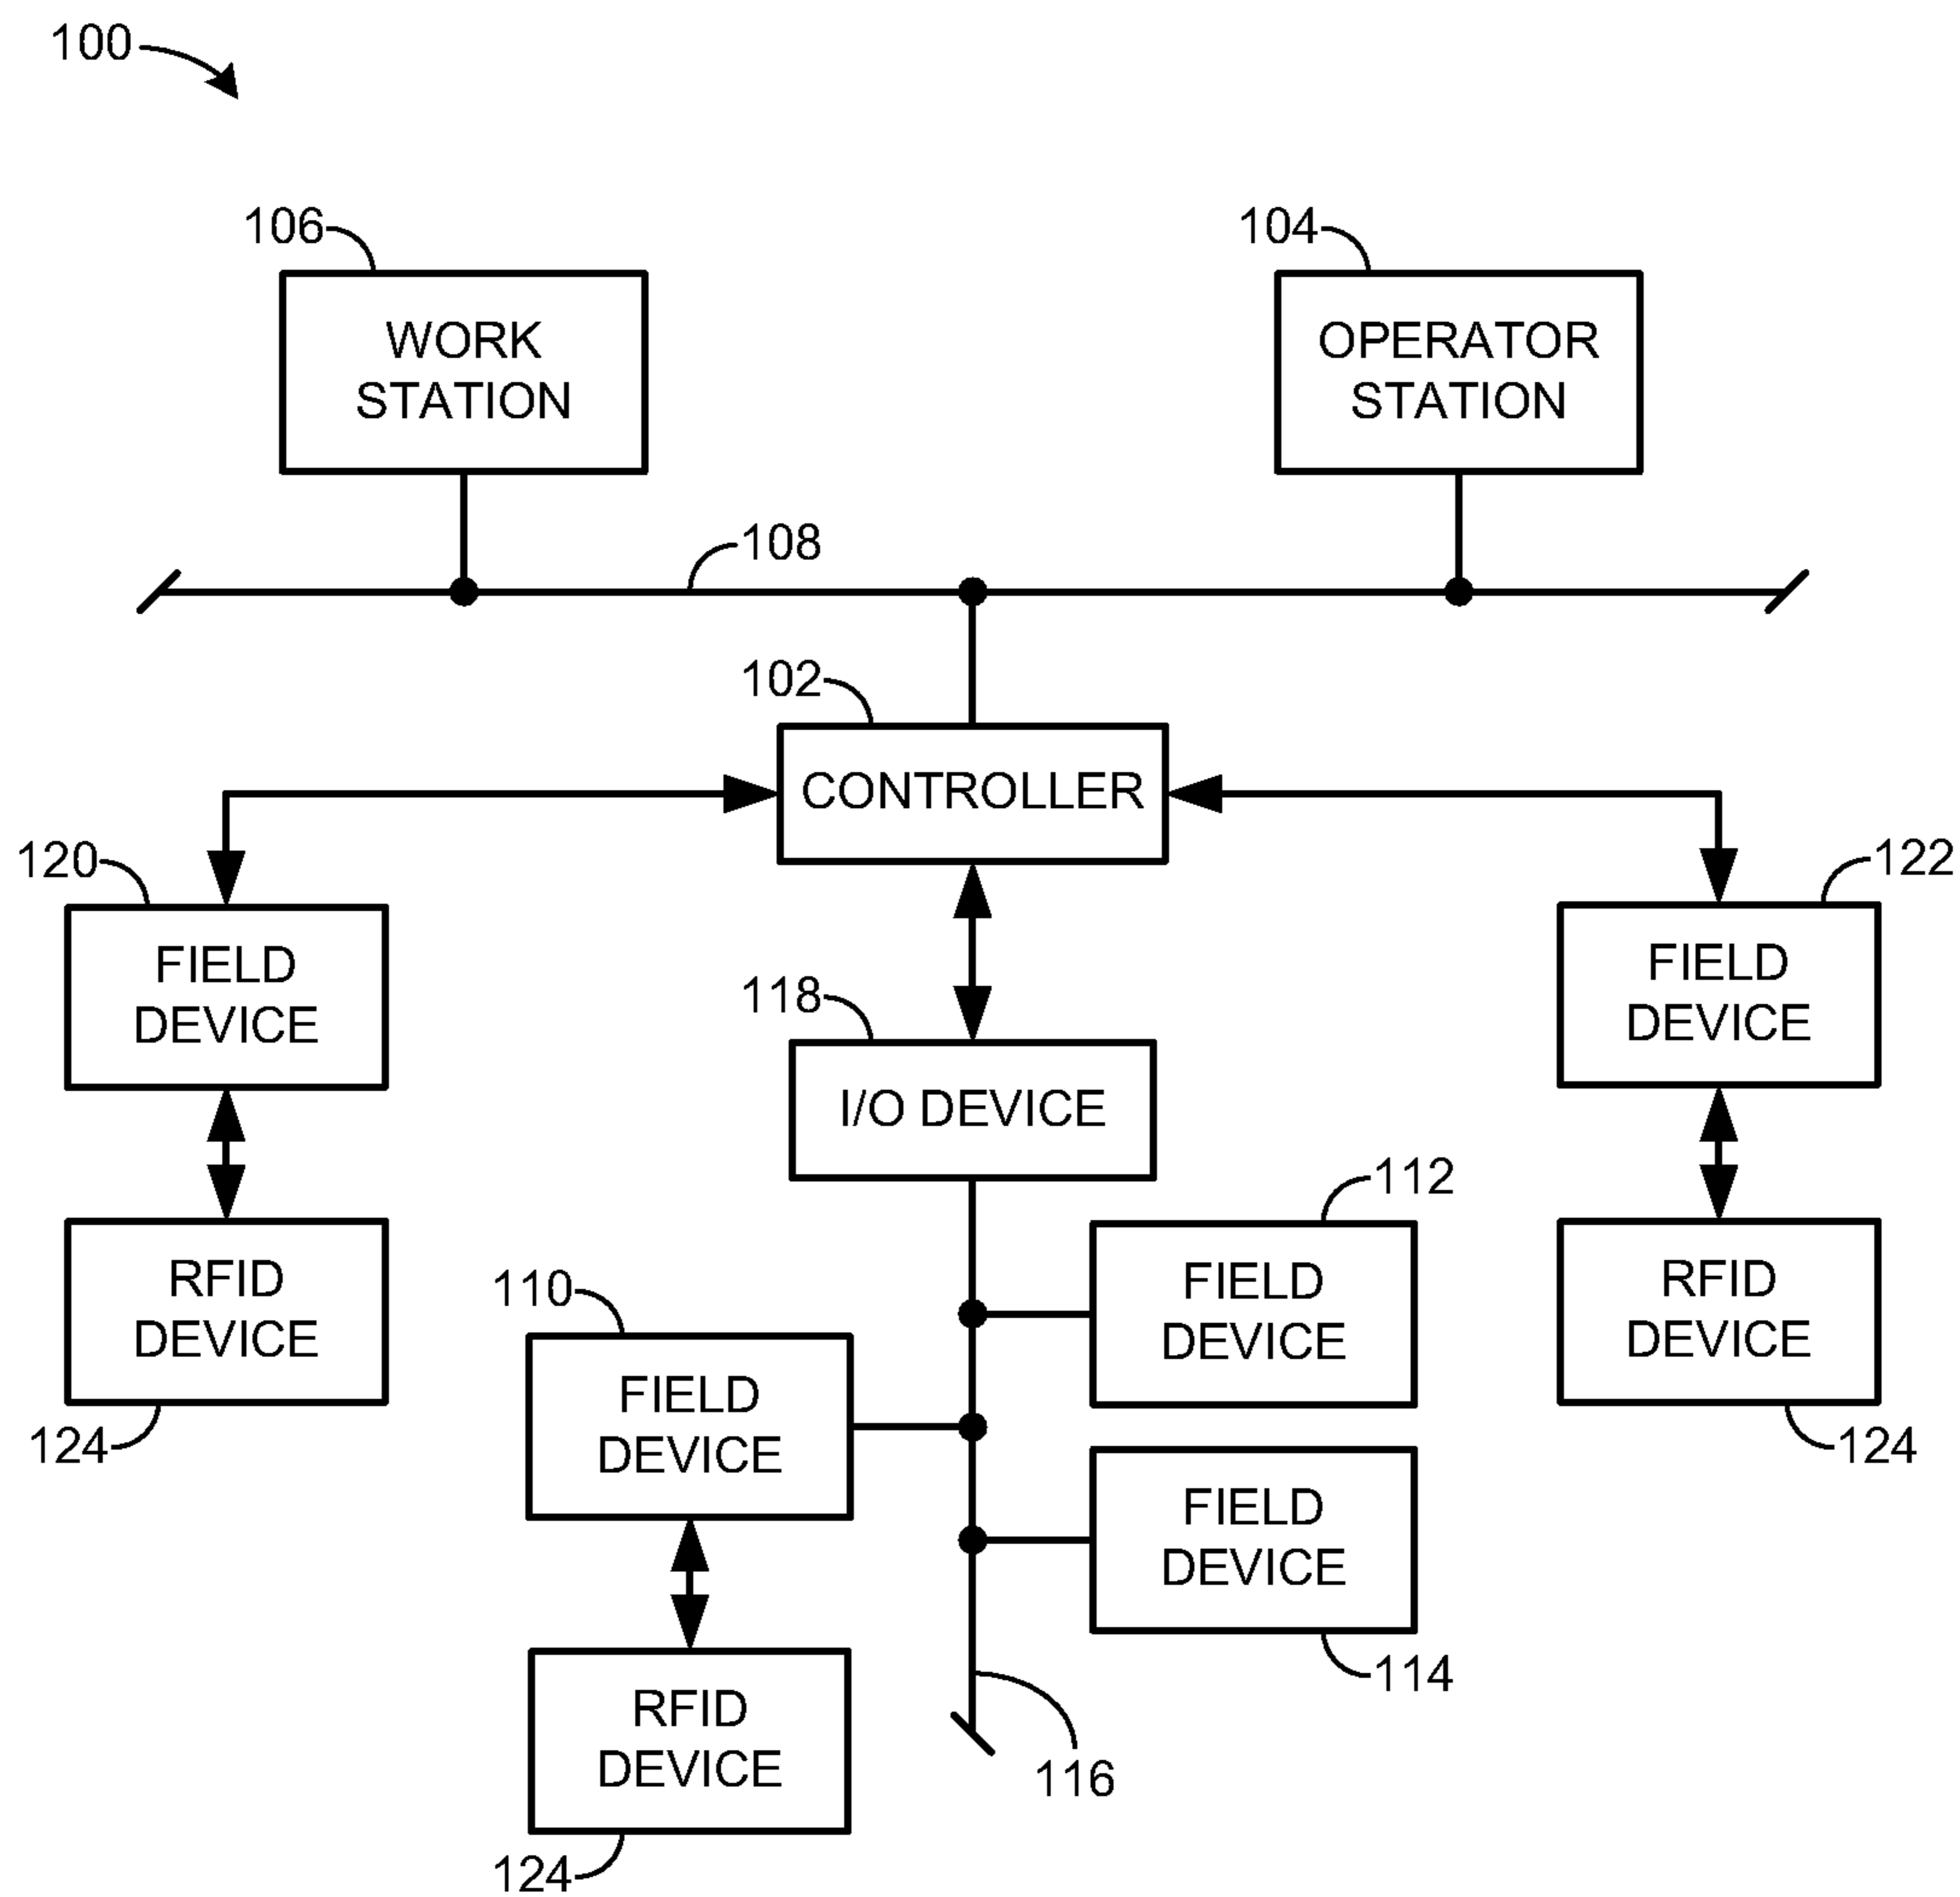 100
106
104
WORK
STATION
OPERATOR
STATION
108
102
CONTROLLER
120
122
FIELD
DEVICE
118
FIELD
DEVICE
I/O DEVICE
112
RFID
DEVICE
110
FIELD
DEVICE
RFID
DEVICE
FIELD
DEVICE
124
124
FIELD
DEVICE
114
RFID
DEVICE
116
124